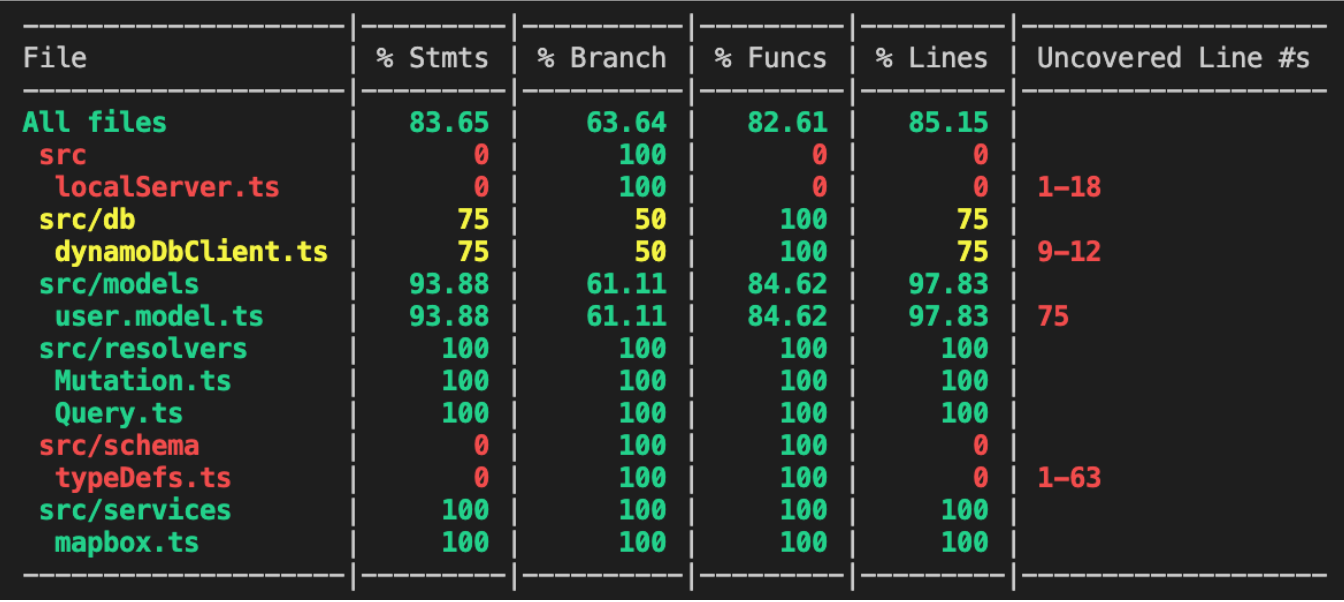 File | % Stmts | % Branch | % Funcs | % Lines | Uncovered Line #s
All files | 83.65 | 63.64 | 82.61 | 85.15 |
src | 0 | 100 | 0 | 0 |
localServer.ts | 0 | 100 | 0 | 0 | 1-18
src/db | 75 | 50 | 100 | 75 |
dynamoDbClient.ts | 75 | 50 | 100 | 75 | 9-12
src/models | 93.88 | 61.11 | 84.62 | 97.83 |
user.model.ts | 93.88 | 61.11 | 84.62 | 97.83 | 75
src/resolvers | 100 | 100 | 100 | 100 |
Mutation.ts | 100 | 100 | 100 | 100 |
Query.ts | 100 | 100 | 100 | 100 |
src/schema | 0 | 100 | 100 | 0 |
typeDefs.ts | 0 | 100 | 100 | 0 | 1-63
src/services | 100 | 100 | 100 | 100 |
mapbox.ts | 100 | 100 | 100 | 100 |